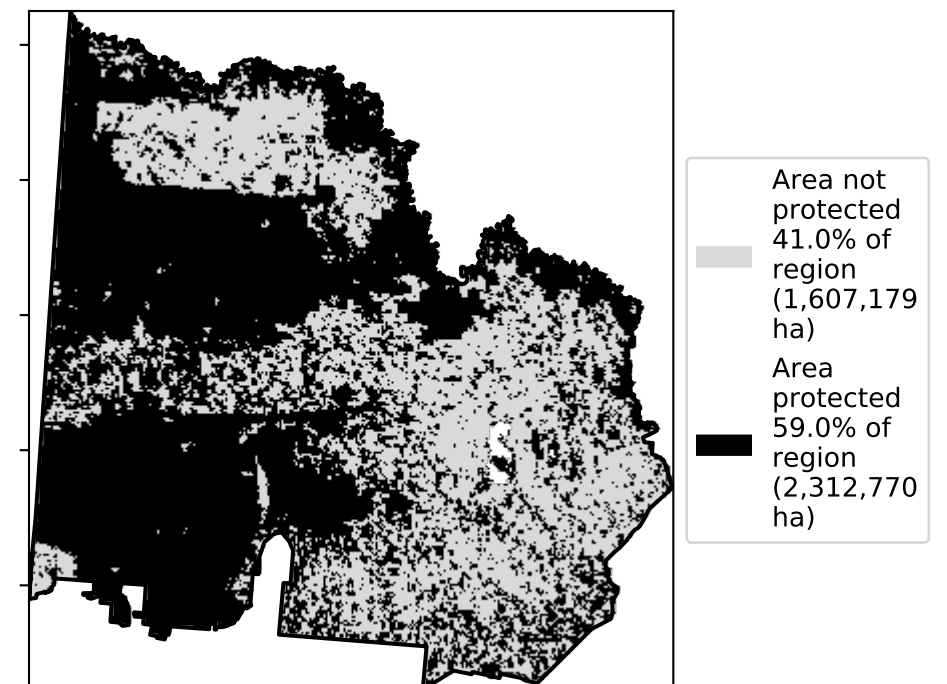 Area not
protected
41.0% of
region
(1,607,179
ha)
Area
protected
59.0% of
region
(2,312,770
ha)